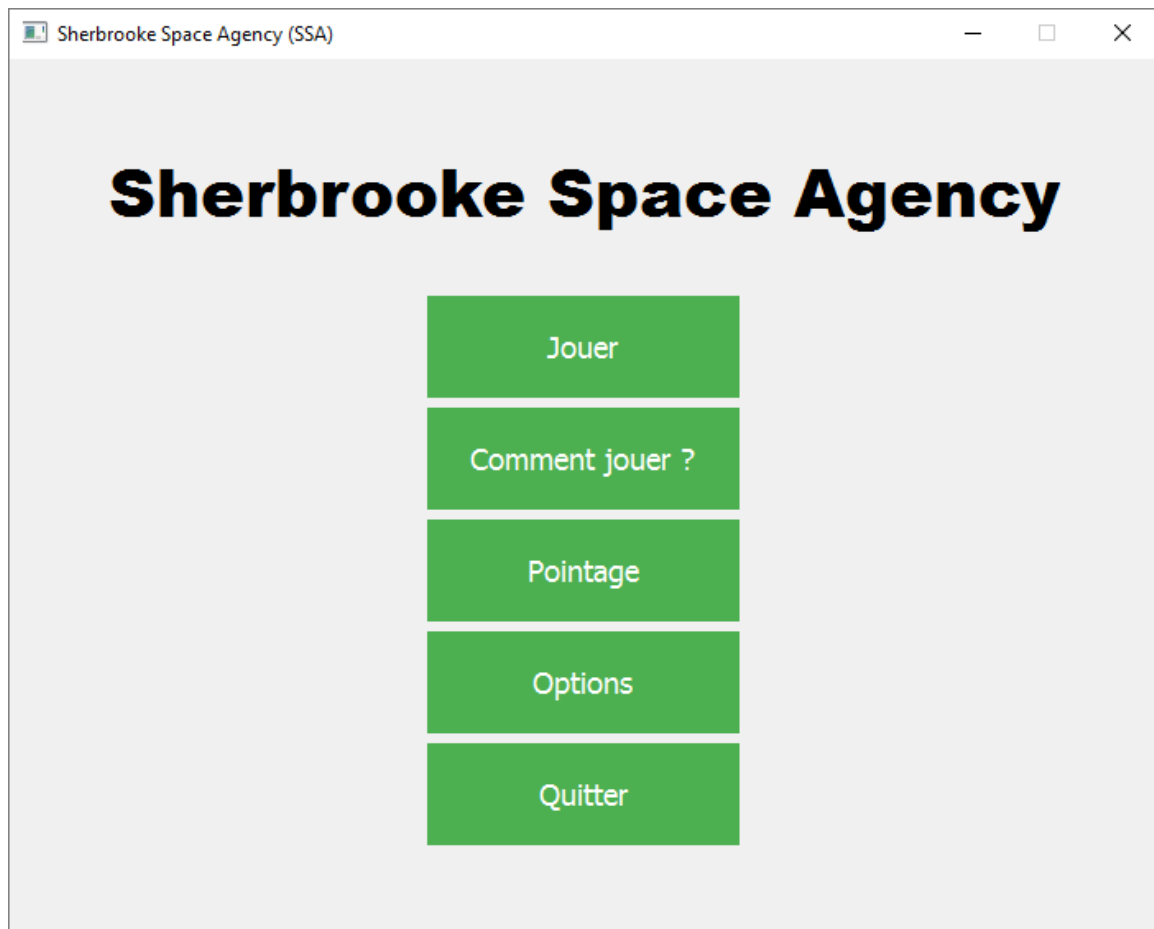 Sherbrooke Space Agency (SSA)
Sherbrooke Space Agency
Jouer
Comment jouer ?
Pointage
Options
Quitter